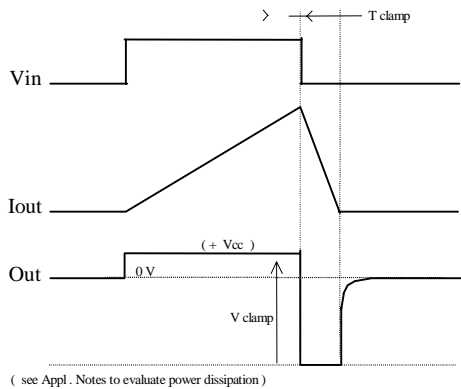 T clamp
Vin
Iout
( + Vcc )
Out
0 V
V clamp
( see Appl . Notes to evaluate power dissipation )